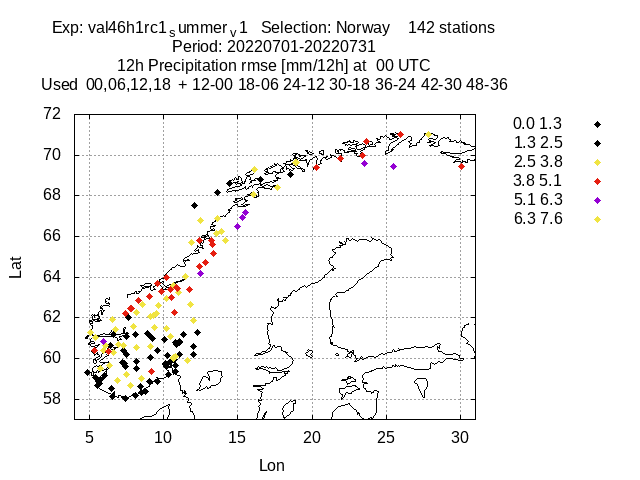 Exp: val46h1rc1summerv1 Selection: Norway 142 stations
Period: 20220701-20220731
12h Precipitation rmse [mm/12h] at 00 UTC
Used 00,06,12,18 + 12-00 18-06 24-12 30-18 36-24 42-30 48-36
72
70
68
66
64
62
60
58
Lat
5 10 15 20 25 30
Lon
0.0 1.3
1.3 2.5
2.5 3.8
3.8 5.1
5.1 6.3
6.3 7.6